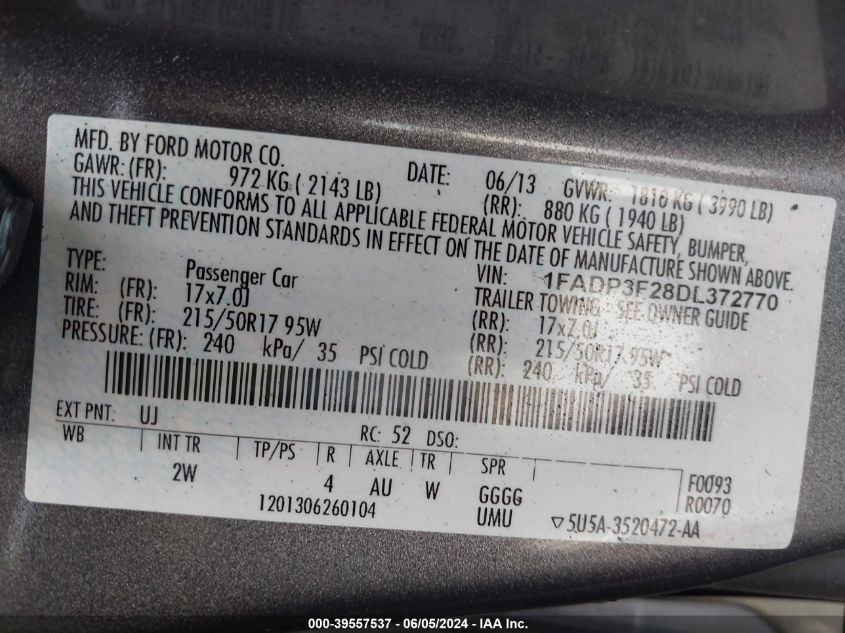 MFD. BY FORD MOTOR CO. DATE: 06/13 GVWR: 1810 KG ( 3990 LB)
GAWR: (FR): 972 KG ( 2143 LB) (RR): 880 KG ( 1940 LB)
THIS VEHICLE CONFORMS TO ALL APPLICABLE FEDERAL MOTOR VEHICLE SAFETY, BUMPER,
AND THEFT PREVENTION STANDARDS IN EFFECT ON THE DATE OF MANUFACTURE SHOWN ABOVE.
VIN: 1FADP3F28DL372770
TYPE: Passenger Car TRAILER TOWING - SEE OWNER GUIDE
RIM: (FR): 17x7.0J (RR): 17x7.0J
TIRE: (FR): 215/50R17 95W (RR): 215/50R17 95W
PRESSURE: (FR): 240 kPa/ 35 PSI COLD (RR): 240 kPa/ 35 PSI COLD
EXT PNT: UJ RC: 52 DSO:
WB INT TR TP/PS R AXLE TR SPR F0093
2W 4 AU W GGGG R0070
1201306260104 UMU ▽5U5A-3520472-AA
000-39557537 - 06/05/2024 - IAA Inc.